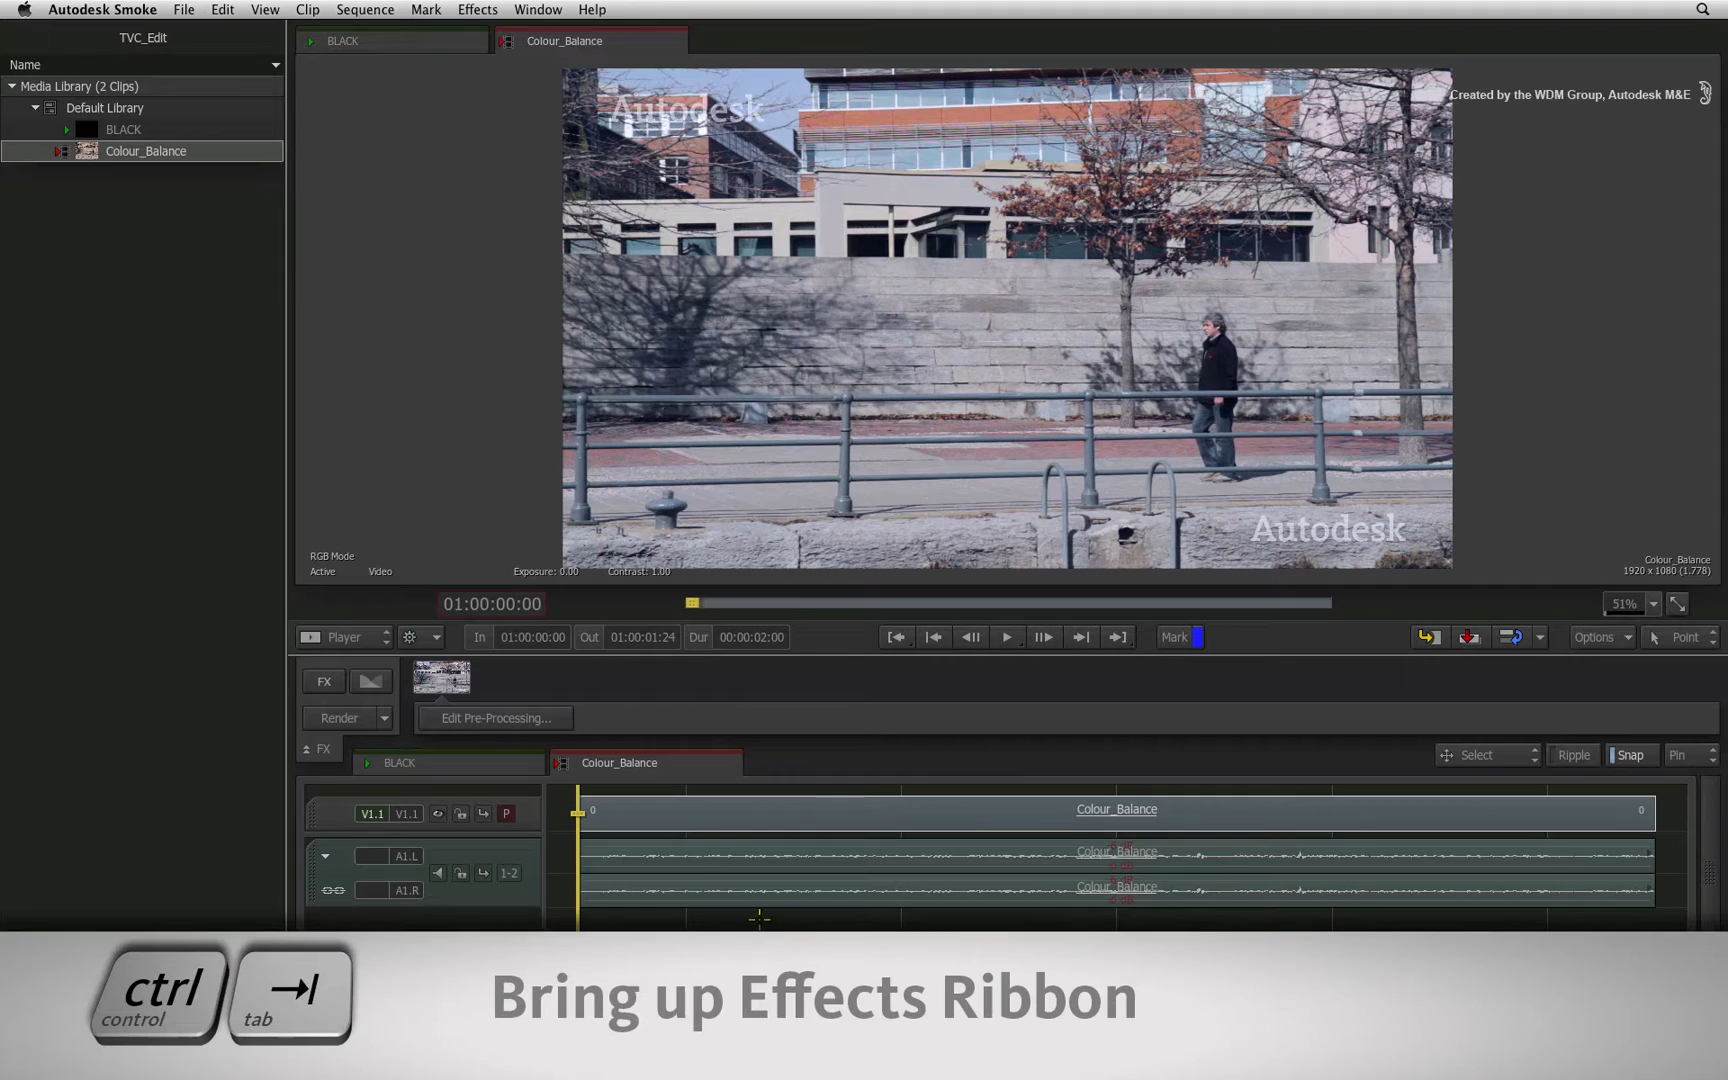 Autodesk Smoke File Edit View Clip Sequence Mark Effects Window Help
TVC_Edit
BLACK Colour_Balance
Name
Media Library (2 Clips)
Default Library
BLACK
Colour_Balance
Autodesk
Created by the WDM Group, Autodesk M&E
Autodesk
RGB Mode
Active Video Exposure: 0.00 Contrast: 1.00
Colour_Balance
1920 x 1080 (1.778)
01:00:00:00 51%
Player In 01:00:00:00 Out 01:00:01:24 Dur 00:00:02:00 Mark Options Point
FX
Render Edit Pre-Processing...
FX
BLACK Colour_Balance Select Ripple Snap Pin
V1.1 V1.1 P 0 Colour_Balance 0
A1.L Colour_Balance
1-2
A1.R Colour_Balance
ctrl
control
tab
Bring up Effects Ribbon